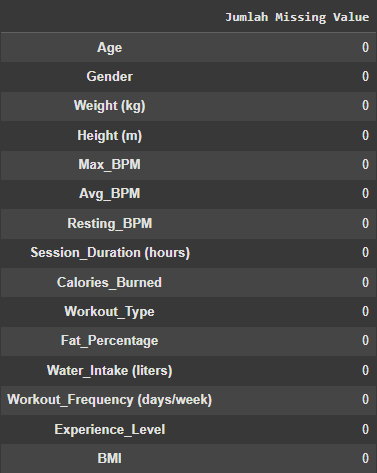 Jumlah Missing Value
Age 0
Gender 0
Weight (kg) 0
Height (m) 0
Max_BPM 0
Avg_BPM 0
Resting_BPM 0
Session_Duration (hours) 0
Calories_Burned 0
Workout_Type 0
Fat_Percentage 0
Water_Intake (liters) 0
Workout_Frequency (days/week) 0
Experience_Level 0
BMI 0